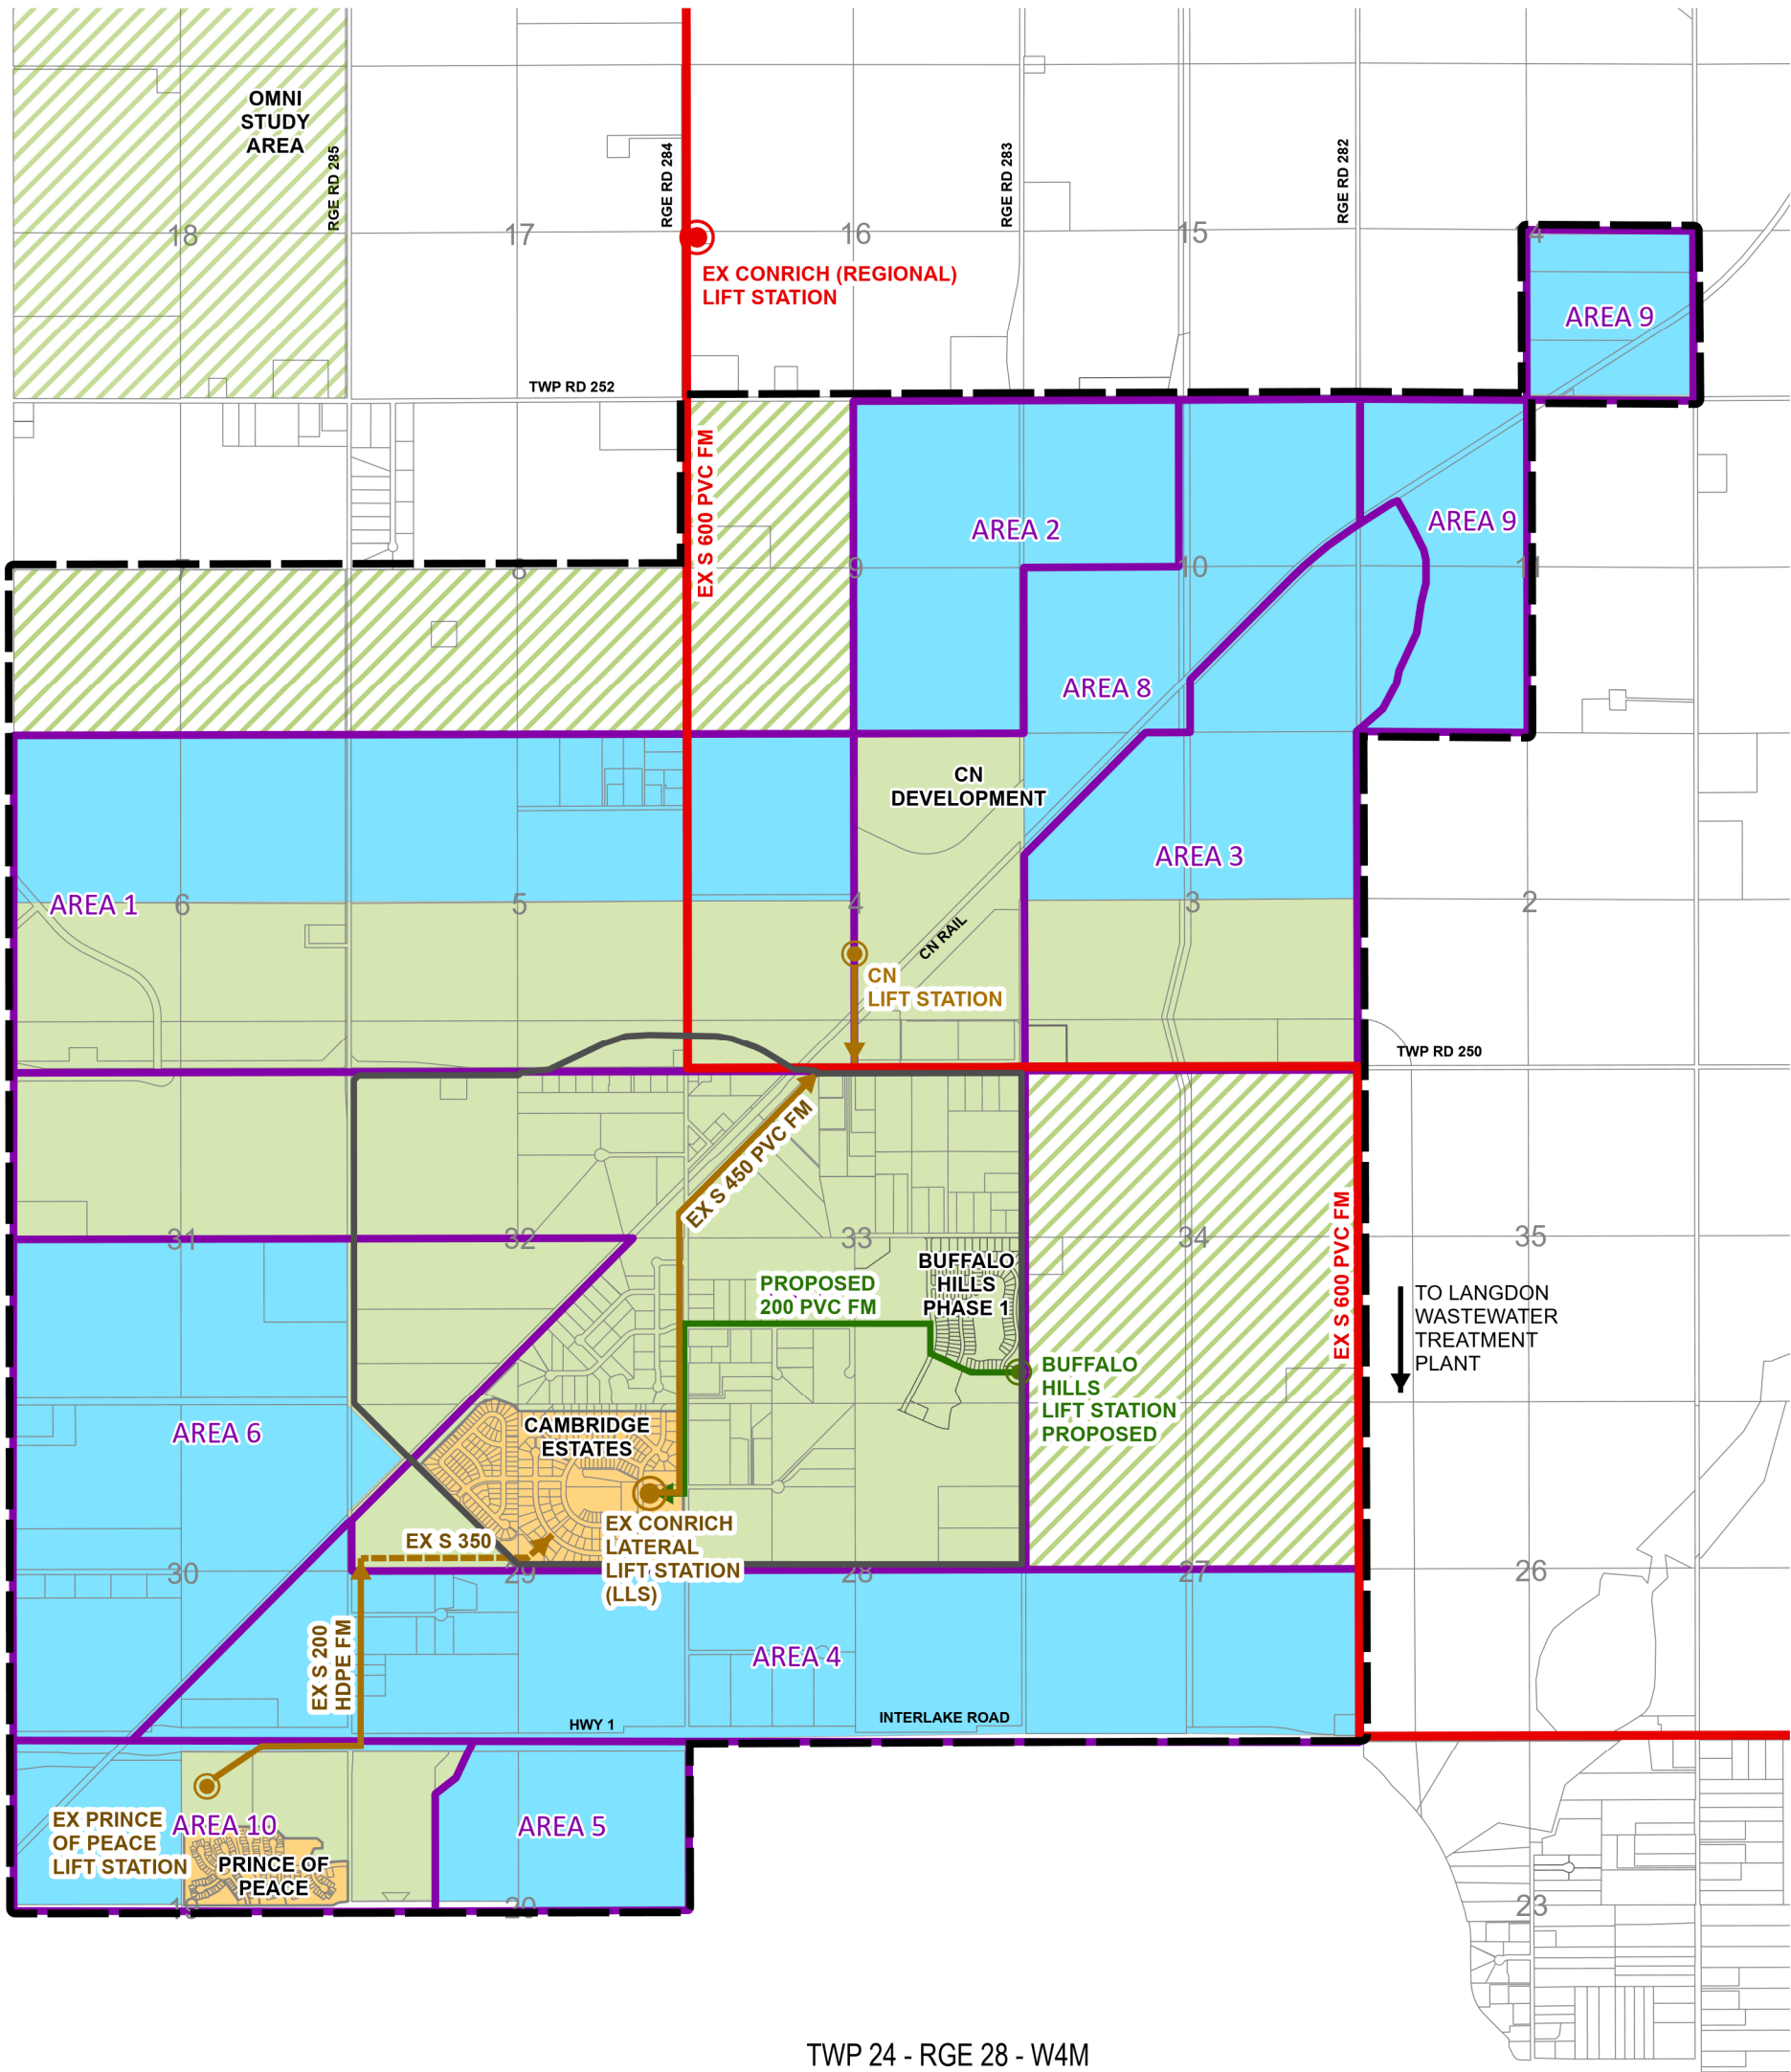 OMNI
STUDY
AREA
RGE RD 285
RGE RD 284
RGE RD 283
RGE RD 282
18
17
16
15
14
EX CONRICH (REGIONAL)
LIFT STATION
AREA 9
TWP RD 252
EX S 600 PVC FM
AREA 2
AREA 9
7
8
9
10
11
AREA 8
CN
DEVELOPMENT
AREA 3
AREA 1
6
5
4
3
2
CN RAIL
CN
LIFT STATION
TWP RD 250
EX S 450 PVC FM
EX S 600 PVC FM
31
32
33
34
35
BUFFALO
HILLS
PHASE 1
PROPOSED
200 PVC FM
TO LANGDON
WASTEWATER
TREATMENT
PLANT
BUFFALO
HILLS
LIFT STATION
PROPOSED
AREA 6
CAMBRIDGE
ESTATES
EX CONRICH
LATERAL
LIFT STATION
(LLS)
EX S 350
30
29
28
27
26
EX S 200
HDPE FM
AREA 4
HWY 1
INTERLAKE ROAD
EX PRINCE
OF PEACE
LIFT STATION
AREA 10
AREA 5
PRINCE OF
PEACE
19
20
23
TWP 24 - RGE 28 - W4M